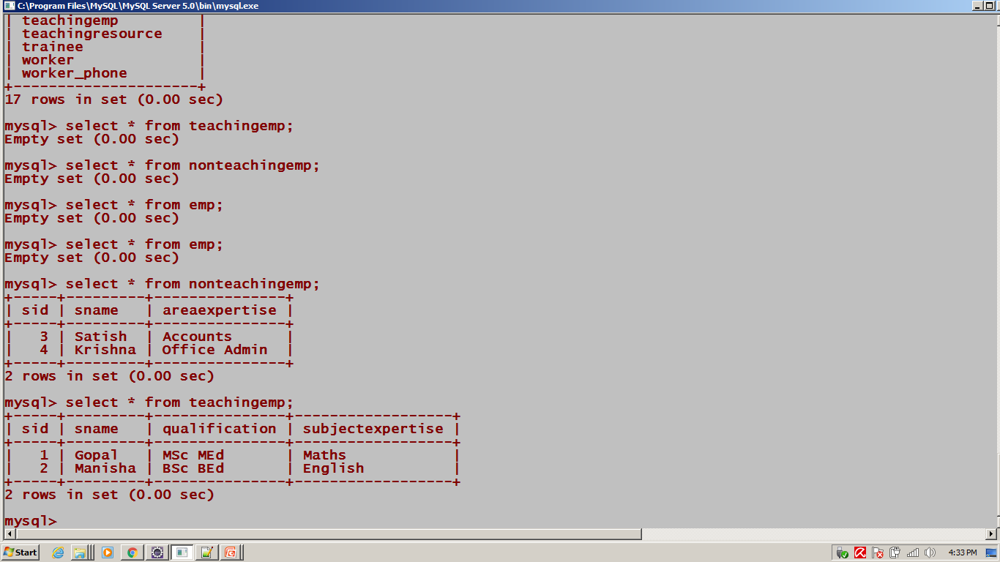 C:\Program Files\MySQL\MySQL Server 5.0\bin\mysql.exe
| teachingemp         |
| teachingresource    |
| trainee             |
| worker              |
| worker_phone        |
+---------------------+
17 rows in set (0.00 sec)
mysql> select * from teachingemp;
Empty set (0.00 sec)
mysql> select * from nonteachingemp;
Empty set (0.00 sec)
mysql> select * from emp;
Empty set (0.00 sec)
mysql> select * from emp;
Empty set (0.00 sec)
mysql> select * from nonteachingemp;
+-----+---------+---------------+
| sid | sname   | areaexpertise |
+-----+---------+---------------+
|   3 | Satish  | Accounts      |
|   4 | Krishna | Office Admin  |
+-----+---------+---------------+
2 rows in set (0.00 sec)
mysql> select * from teachingemp;
+-----+---------+---------------+------------------+
| sid | sname   | qualification | subjectexpertise |
+-----+---------+---------------+------------------+
|   1 | Gopal   | MSc MEd       | Maths            |
|   2 | Manisha | BSc BEd       | English          |
+-----+---------+---------------+------------------+
2 rows in set (0.00 sec)
mysql>
Start
4:33 PM